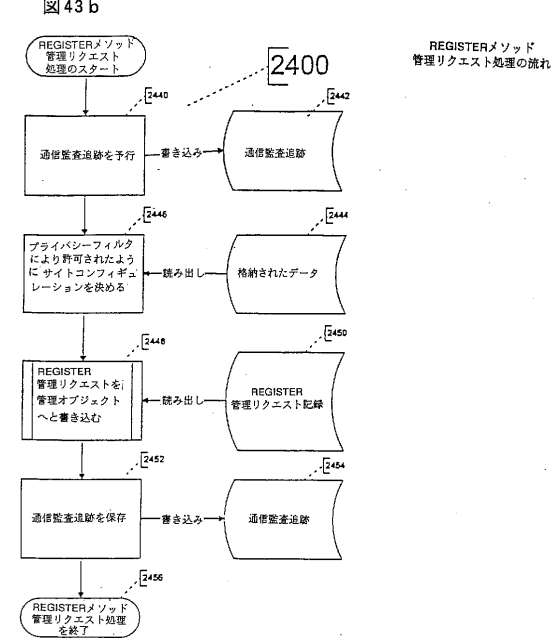 図43 b
REGISTERメソッド
管理リクエスト
処理のスタート
2400
REGISTERメソッド
管理リクエスト処理の流れ
2440
2442
通信監査追跡を予行
書き込み
通信監査追跡
2446
2444
プライバシーフィルタ
により許可されたよう
に サイトコンフィギュ
レーションを決める
読み出し
格納されたデータ
2448
2450
REGISTER
管理リクエストを
管理オブジェクト
へと書き込む
読み出し
REGISTER
管理リクエスト記録
2452
2454
通信監査追跡を保存
書き込み
通信監査追跡
2456
REGISTERメソッド
管理リクエスト処理
を終了